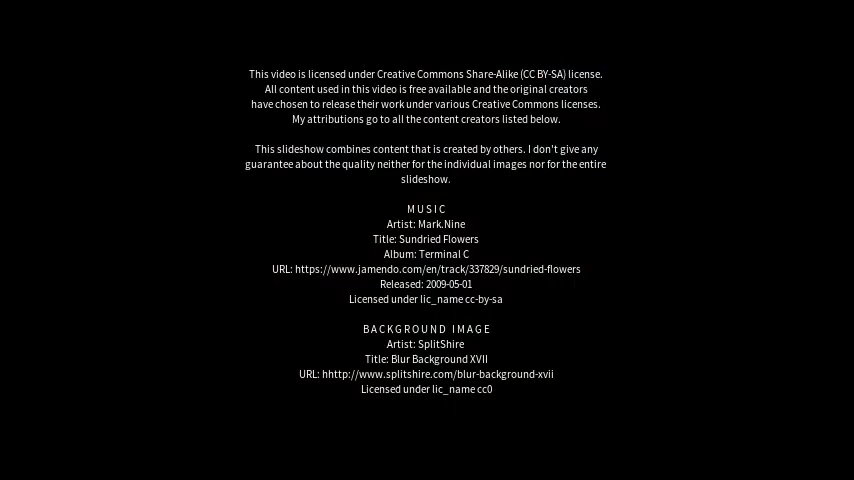 This video is licensed under Creative Commons Share-Alike (CC BY-SA) license.
All content used in this video is free available and the original creators
have chosen to release their work under various Creative Commons licenses.
My attributions go to all the content creators listed below.
This slideshow combines content that is created by others. I don't give any
guarantee about the quality neither for the individual images nor for the entire
slideshow.
MUSIC
Artist: Mark.Nine
Title: Sundried Flowers
Album: Terminal C
URL: https://www.jamendo.com/en/track/337829/sundried-flowers
Released: 2009-05-01
Licensed under lic_name cc-by-sa
BACKGROUND IMAGE
Artist: SplitShire
Title: Blur Background XVII
URL: hhttp://www.splitshire.com/blur-background-xvii
Licensed under lic_name cc0